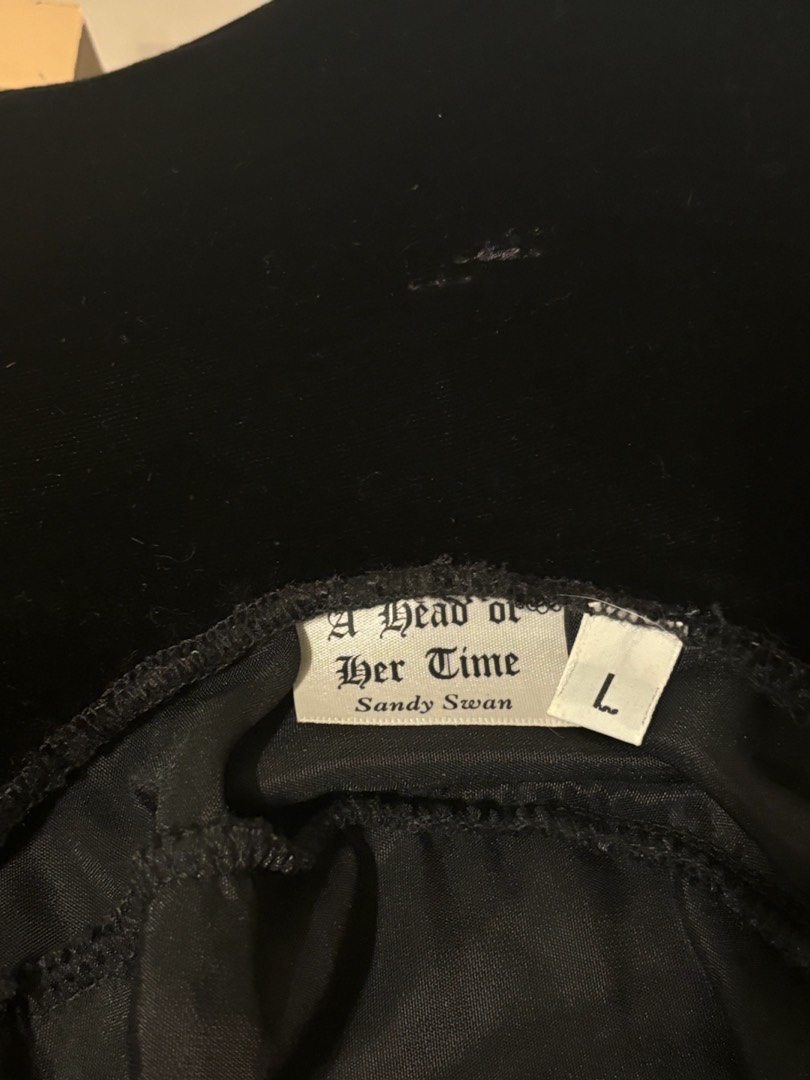 A Head of
Her Time
Sandy Swan
L